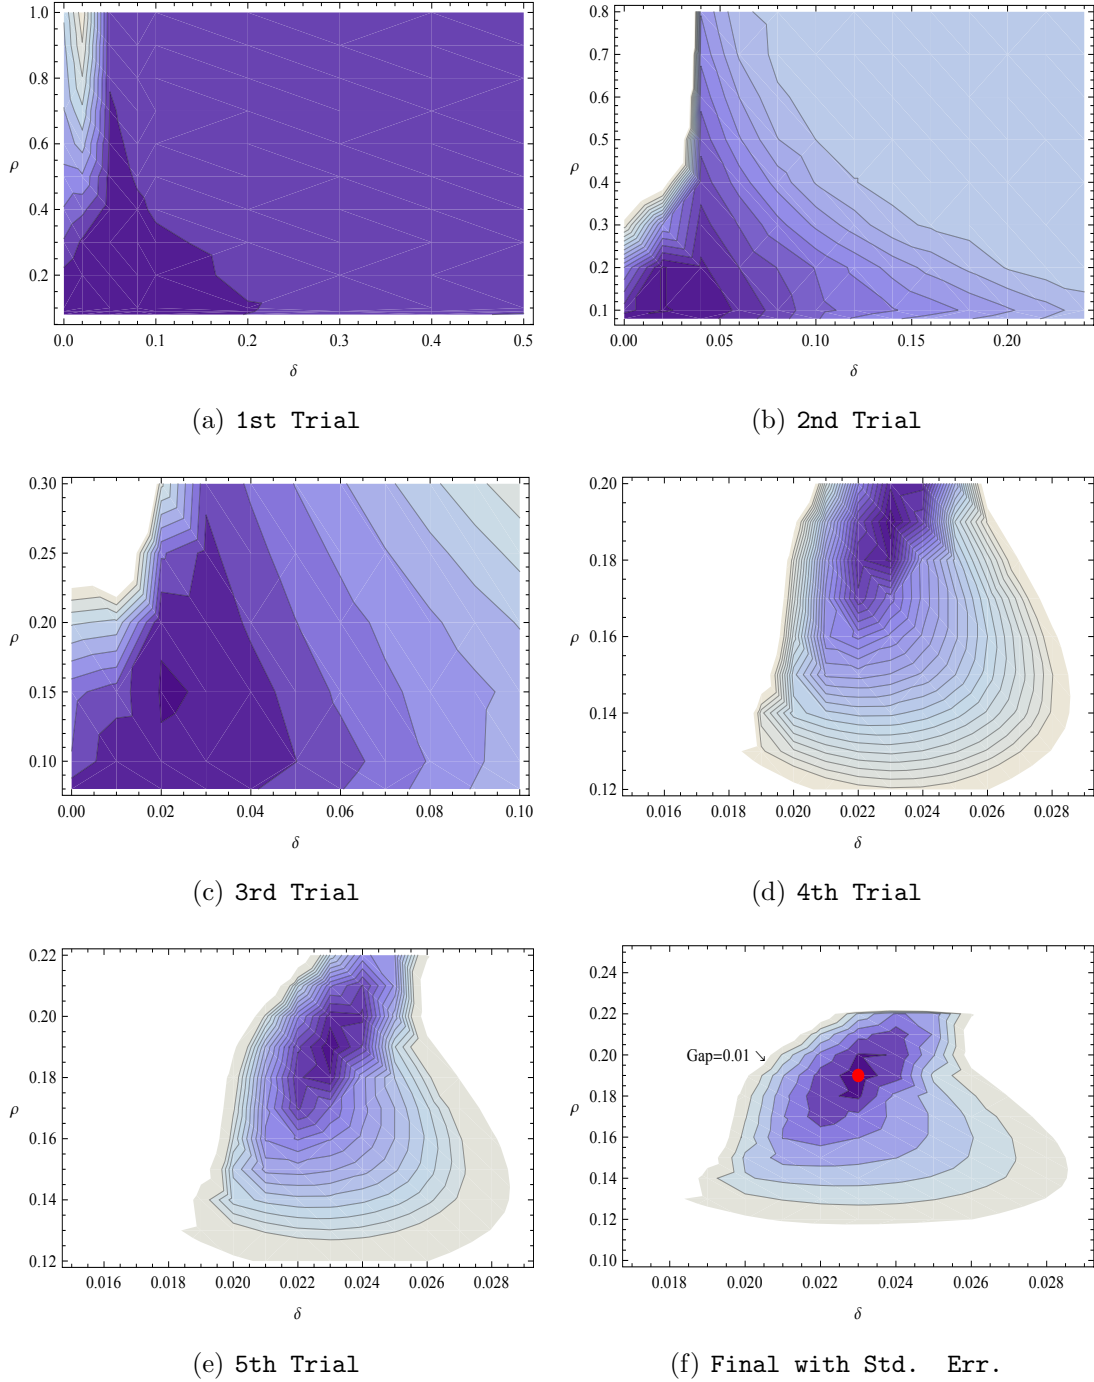 1.0
0.8
0.6
0.4
0.2
ρ
0.0 0.1 0.2 0.3 0.4 0.5
δ
(a) 1st Trial
0.8
0.7
0.6
0.5
0.4
0.3
0.2
0.1
ρ
0.00 0.05 0.10 0.15 0.20
δ
(b) 2nd Trial
0.30
0.25
0.20
0.15
0.10
ρ
0.00 0.02 0.04 0.06 0.08 0.10
δ
(c) 3rd Trial
0.20
0.18
0.16
0.14
0.12
ρ
0.016 0.018 0.020 0.022 0.024 0.026 0.028
δ
(d) 4th Trial
0.22
0.20
0.18
0.16
0.14
0.12
ρ
0.016 0.018 0.020 0.022 0.024 0.026 0.028
δ
(e) 5th Trial
0.24
0.22
0.20
0.18
0.16
0.14
0.12
0.10
ρ
Gap=0.01 ↘
0.018 0.020 0.022 0.024 0.026 0.028
δ
(f) Final with Std. Err.